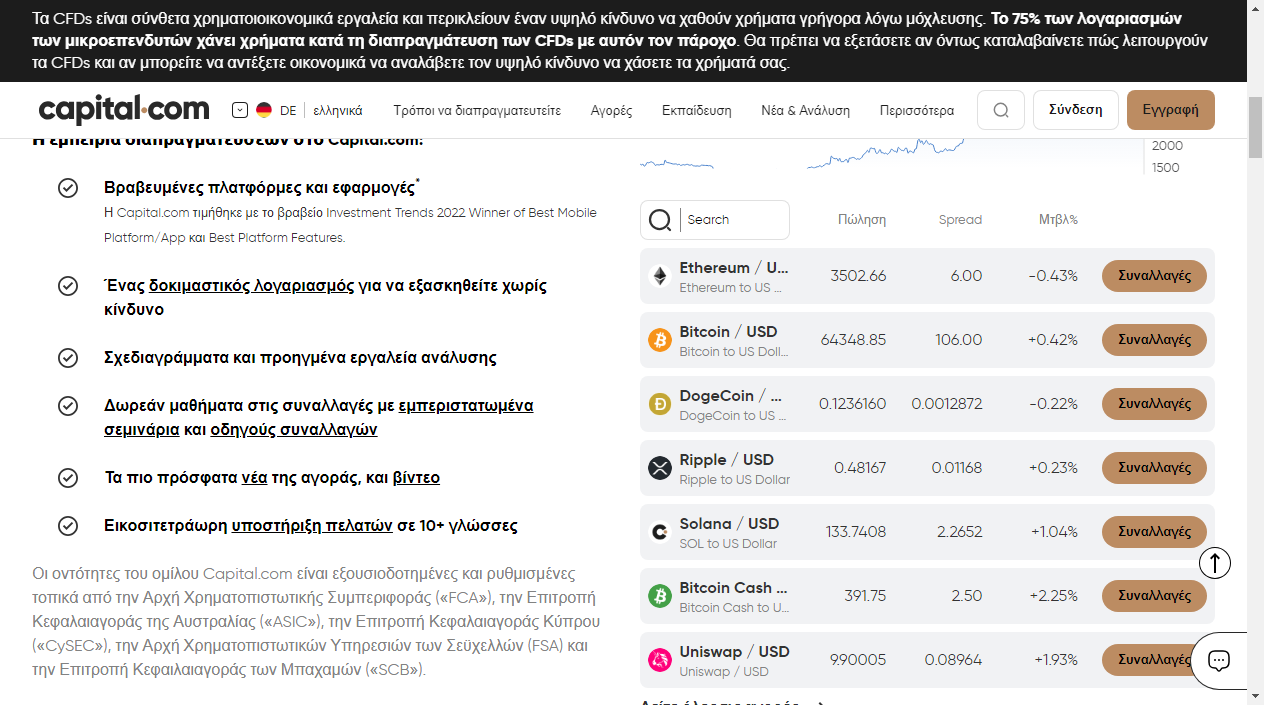 Τα CFDs είναι σύνθετα χρηματοιοικονομικά εργαλεία και περικλείουν έναν υψηλό κίνδυνο να χαθούν χρήματα γρήγορα λόγω μόχλευσης. Το 75% των λογαριασμών
των μικροεπενδυτών χάνει χρήματα κατά τη διαπραγμάτευση των CFDs με αυτόν τον πάροχο. Θα πρέπει να εξετάσετε αν όντως καταλαβαίνετε πώς λειτουργούν
τα CFDs και αν μπορείτε να αντέξετε οικονομικά να αναλάβετε τον υψηλό κίνδυνο να χάσετε τα χρήματά σας.
capital.com
DE
ελληνικά
Τρόποι να διαπραγματευτείτε
Αγορές
Εκπαίδευση
Νέα & Ανάλυση
Περισσότερα
Σύνδεση
Εγγραφή
Η εμπειρία διαπραγματεύσεων στο Capital.com:
Βραβευμένες πλατφόρμες και εφαρμογές*
Η Capital.com τιμήθηκε με το βραβείο Investment Trends 2022 Winner of Best Mobile
Platform/App και Best Platform Features.
Ένας δοκιμαστικός λογαριασμός για να εξασκηθείτε χωρίς
κίνδυνο
Σχεδιαγράμματα και προηγμένα εργαλεία ανάλυσης
Δωρεάν μαθήματα στις συναλλαγές με εμπεριστατωμένα
σεμινάρια και οδηγούς συναλλαγών
Τα πιο πρόσφατα νέα της αγοράς, και βίντεο
Εικοσιτετράωρη υποστήριξη πελατών σε 10+ γλώσσες
Οι οντότητες του ομίλου Capital.com είναι εξουσιοδοτημένες και ρυθμισμένες
τοπικά από την Αρχή Χρηματοπιστωτικής Συμπεριφοράς («FCA»), την Επιτροπή
Κεφαλαιαγοράς της Αυστραλίας («ASIC»), την Επιτροπή Κεφαλαιαγοράς Κύπρου
(«CySEC»), την Αρχή Χρηματοπιστωτικών Υπηρεσιών των Σεϋχελλών (FSA) και
την Επιτροπή Κεφαιλαιαγοράς των Μπαχαμών («SCB»).
2000
1500
Search
Πώληση
Spread
Μτβλ%
Ethereum / U...
Ethereum to US ...
3502.66
6.00
-0.43%
Συναλλαγές
Bitcoin / USD
Bitcoin to US Doll...
64348.85
106.00
+0.42%
Συναλλαγές
DogeCoin / ...
DogeCoin to US ...
0.1236160
0.0012872
-0.22%
Συναλλαγές
Ripple / USD
Ripple to US Dollar
0.48167
0.01168
+0.23%
Συναλλαγές
Solana / USD
SOL to US Dollar
133.7408
2.2652
+1.04%
Συναλλαγές
Bitcoin Cash ...
Bitcoin Cash to U...
391.75
2.50
+2.25%
Συναλλαγές
Uniswap / USD
Uniswap / USD
9.90005
0.08964
+1.93%
Συναλλαγές